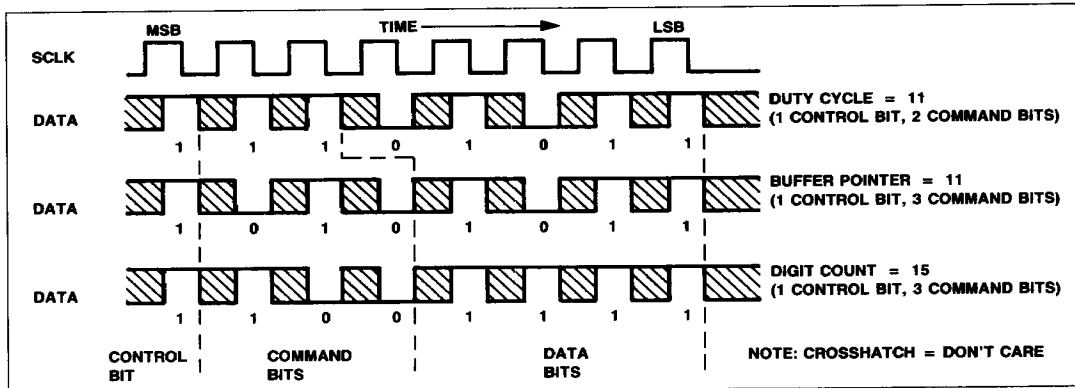 MSB TIME LSB
SCLK
DATA DUTY CYCLE = 11
(1 CONTROL BIT, 2 COMMAND BITS)
1 1 1 0 1 0 1 1
DATA BUFFER POINTER = 11
(1 CONTROL BIT, 3 COMMAND BITS)
1 0 1 0 1 0 1 1
DATA DIGIT COUNT = 15
(1 CONTROL BIT, 3 COMMAND BITS)
1 1 0 0 1 1 1 1
CONTROL BIT
COMMAND BITS
DATA BITS
NOTE: CROSSHATCH = DON'T CARE